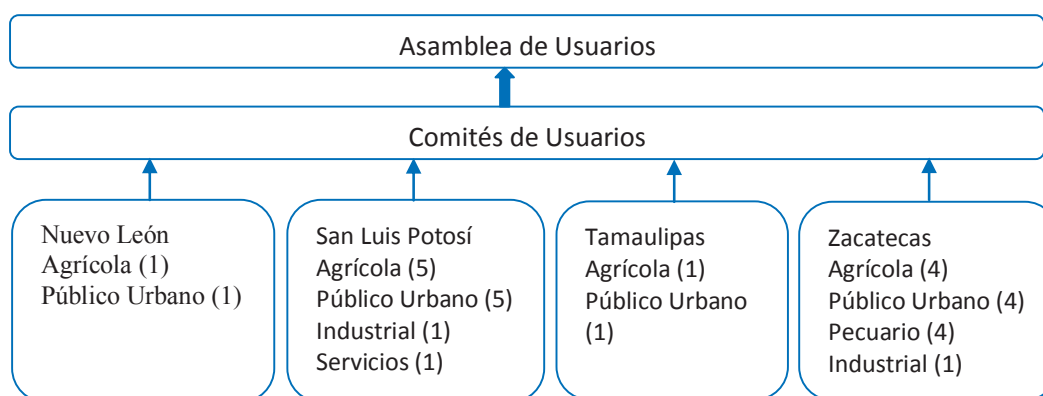 Asamblea de Usuarios
Comités de Usuarios
Nuevo León
Agrícola (1)
Público Urbano (1)
San Luis Potosí
Agrícola (5)
Público Urbano (5)
Industrial (1)
Servicios (1)
Tamaulipas
Agrícola (1)
Público Urbano
(1)
Zacatecas
Agrícola (4)
Público Urbano (4)
Pecuario (4)
Industrial (1)